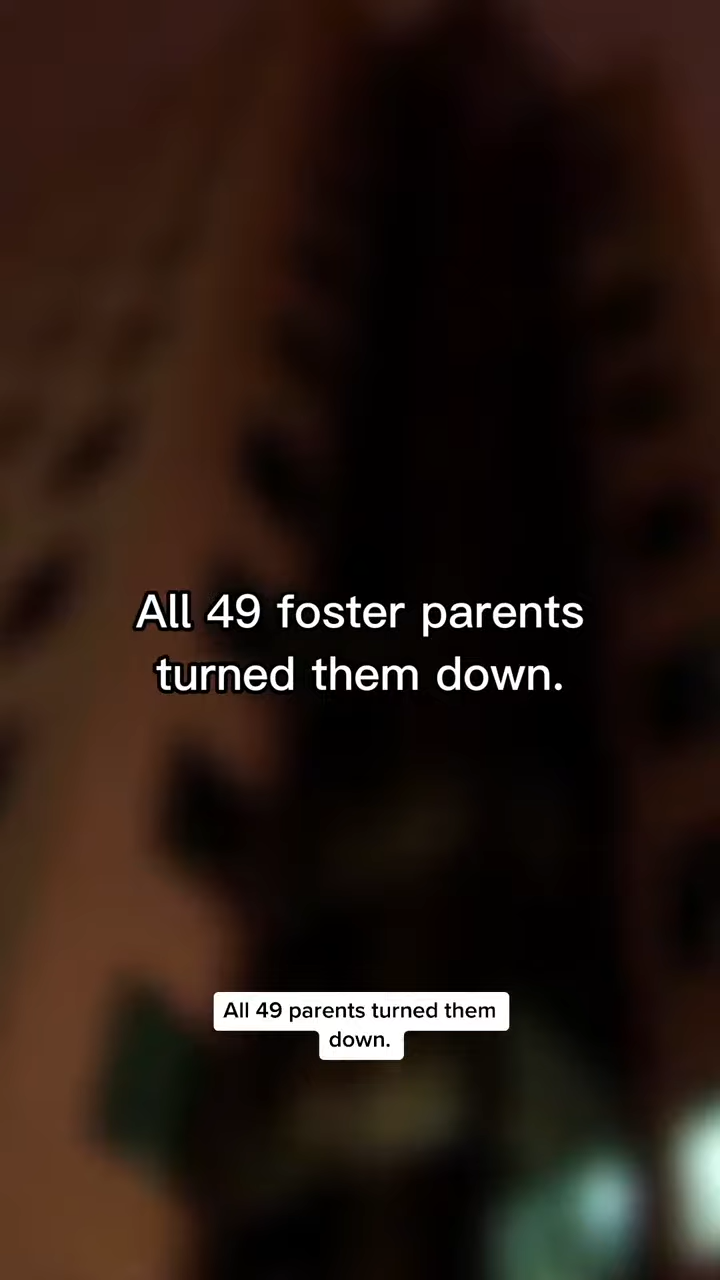 All 49 foster parents
turned them down.
All 49 parents turned them
down.